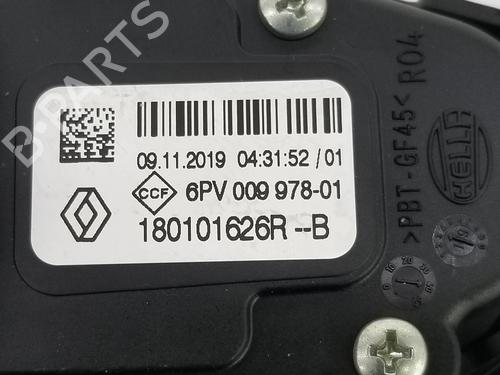 09.11.2019 04:31:52 / 01
CCF 6PV 009 978-01
180101626R --B
>PBT-GF45< R04
HELLA
B-PARTS